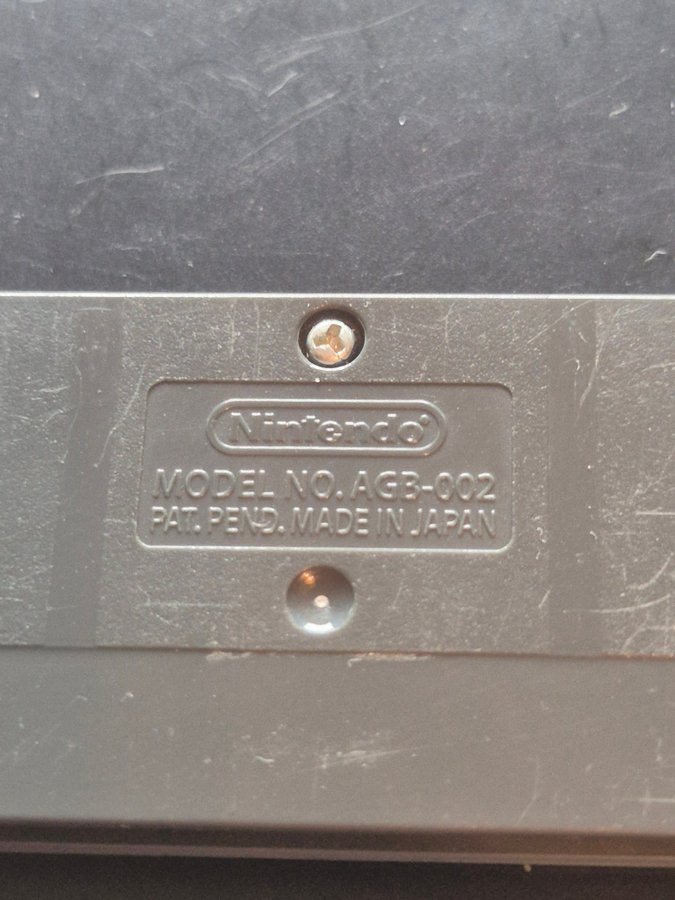 Nintendo
MODEL NO. AGB-002
PAT. PEND. MADE IN JAPAN